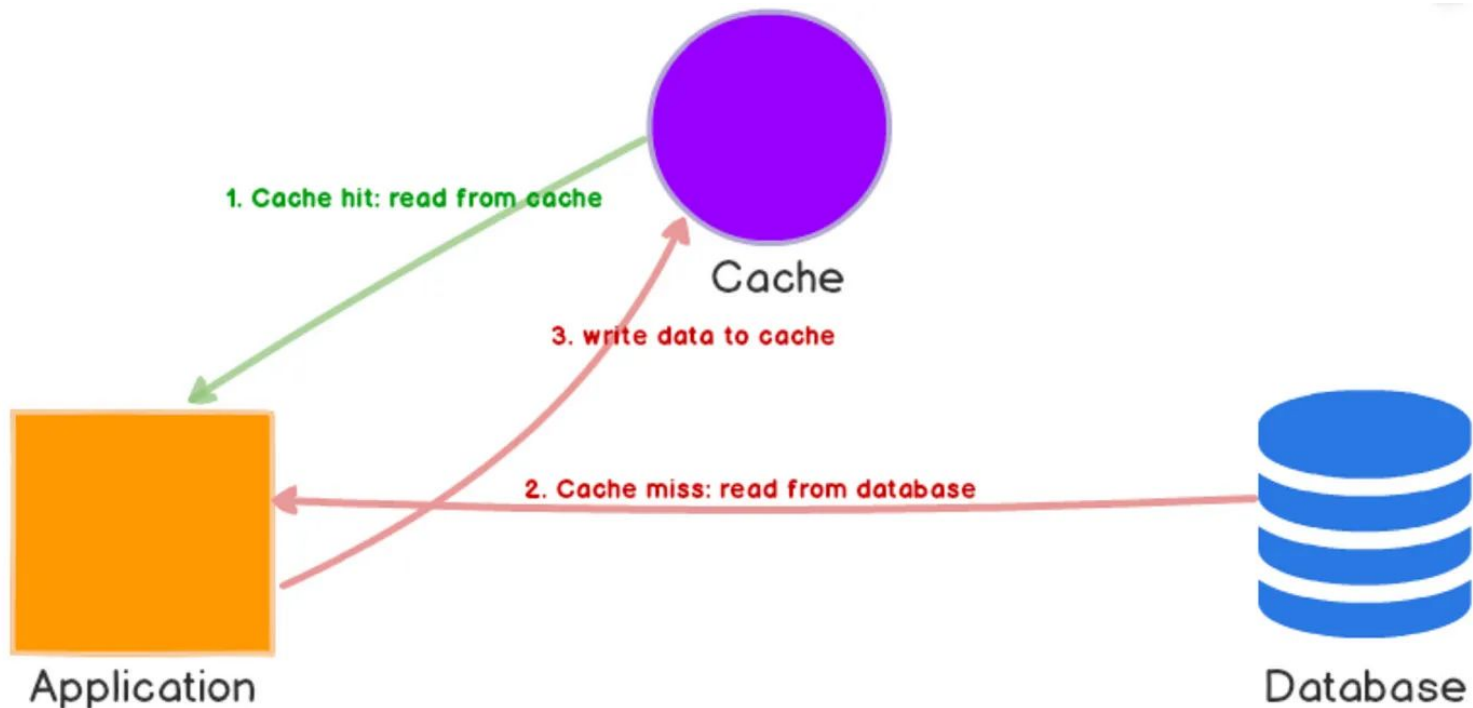 1. Cache hit: read from cache
Cache
3. write data to cache
2. Cache miss: read from database
Application
Database